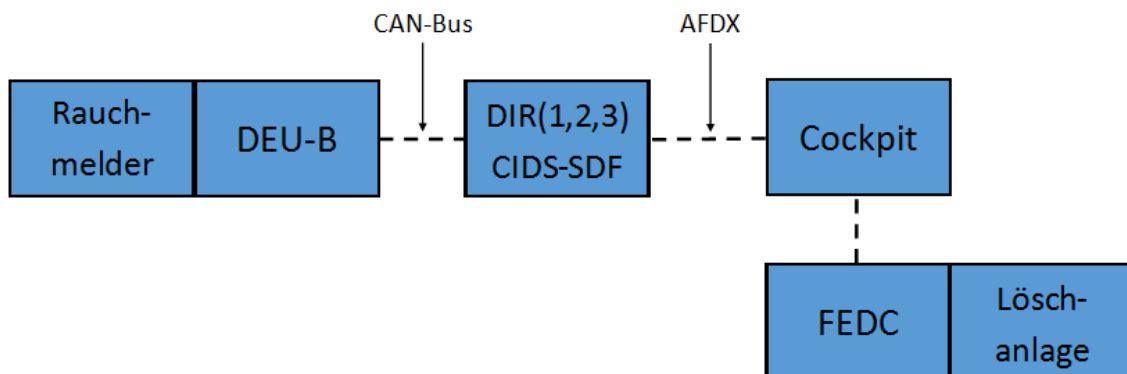 CAN-Bus
AFDX
Rauch-
melder
DEU-B
DIR(1,2,3)
CIDS-SDF
Cockpit
FEDC
Lösch-
anlage